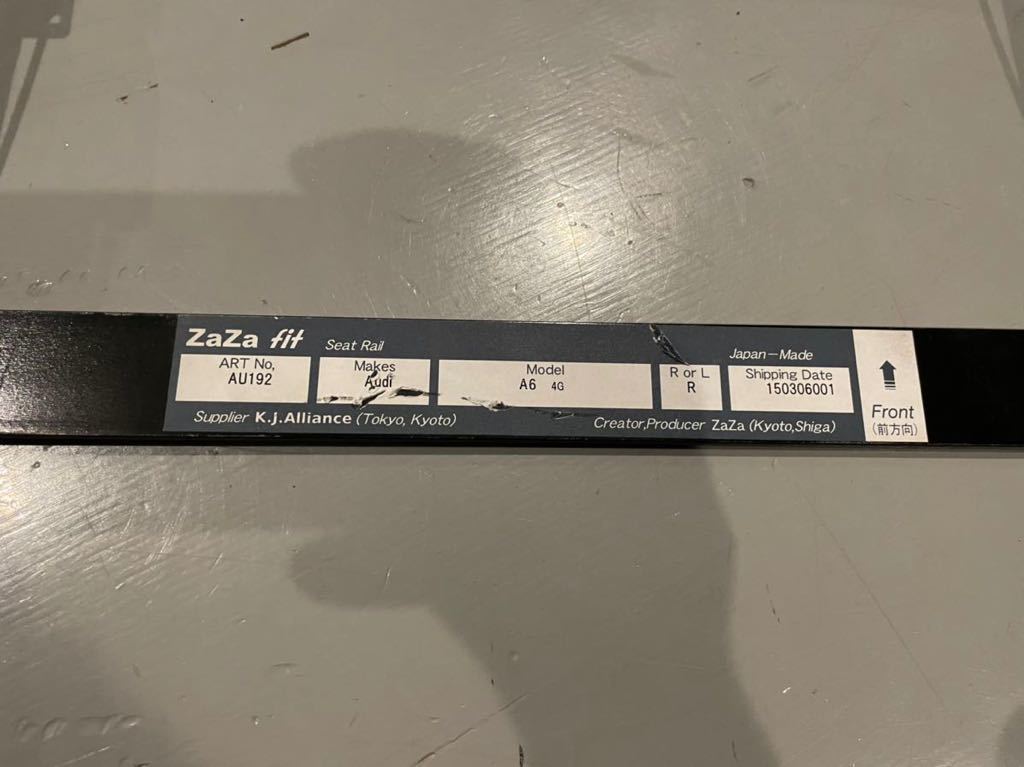 ZaZa fit Seat Rail Japan-Made
ART No,
AU192
Makes
Audi
Model
A6 4G
R or L
R
Shipping Date
150306001
Front
(前方向)
Supplier K.j.Alliance (Tokyo, Kyoto)
Creator,Producer ZaZa (Kyoto,Shiga)